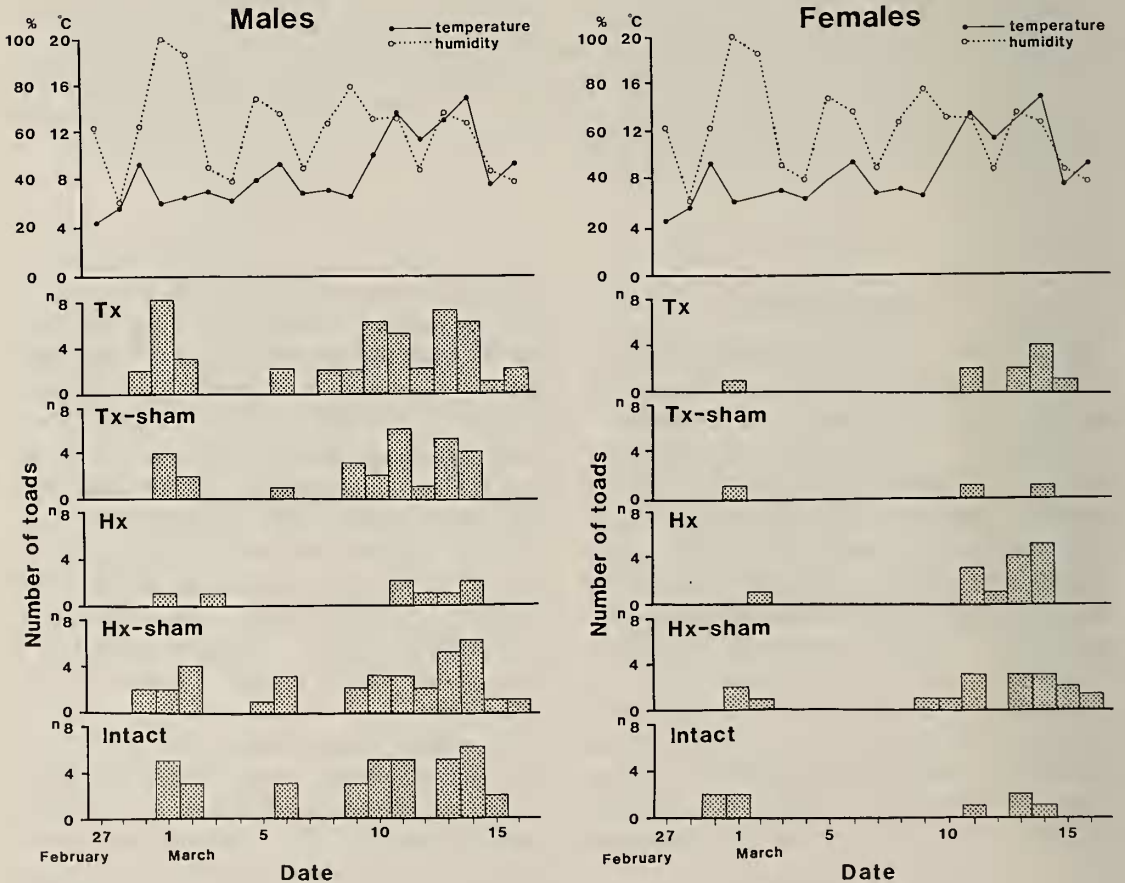 Males
% °C
temperature
humidity
100 20
80 16
60 12
40 8
20 4
0 0
n
8
4
0
Tx
n
8
4
0
Tx-sham
n
8
4
0
Hx
n
8
4
0
Hx-sham
n
8
4
0
Intact
Number of toads
27 1 5 10 15
February March
Date
Females
% °C
temperature
humidity
100 20
80 16
60 12
40 8
20 4
0 0
n
8
4
0
Tx
n
8
4
0
Tx-sham
n
8
4
0
Hx
n
8
4
0
Hx-sham
n
8
4
0
Intact
Number of toads
27 1 5 10 15
February March
Date